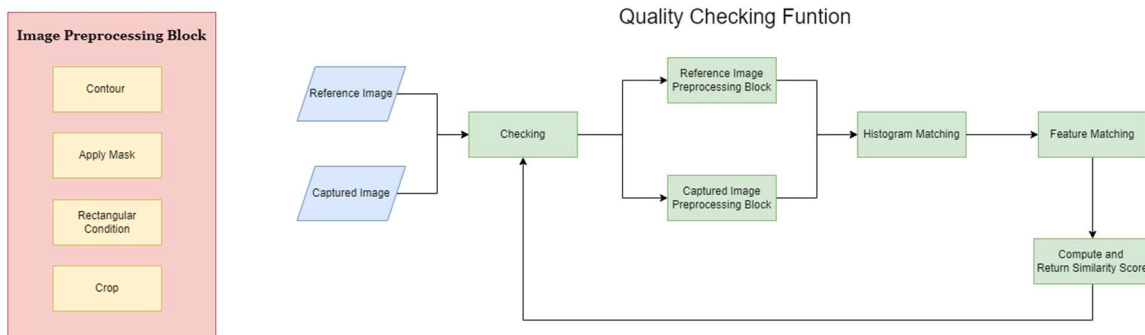 Image Preprocessing Block
Contour
Apply Mask
Rectangular
Condition
Crop
Quality Checking Funtion
Reference Image
Captured Image
Checking
Reference Image
Preprocessing Block
Captured Image
Preprocessing Block
Histogram Matching
Feature Matching
Compute and
Return Similarity Score